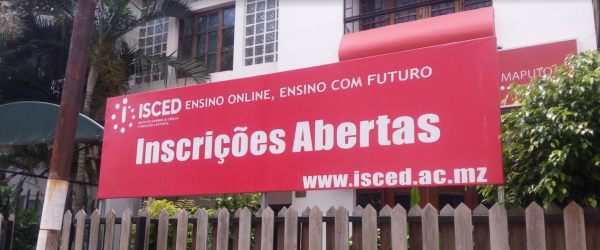 ISCED
ENSINO ONLINE, ENSINO COM FUTURO
Inscrições Abertas
www.isced.ac.mz
MAPUTO